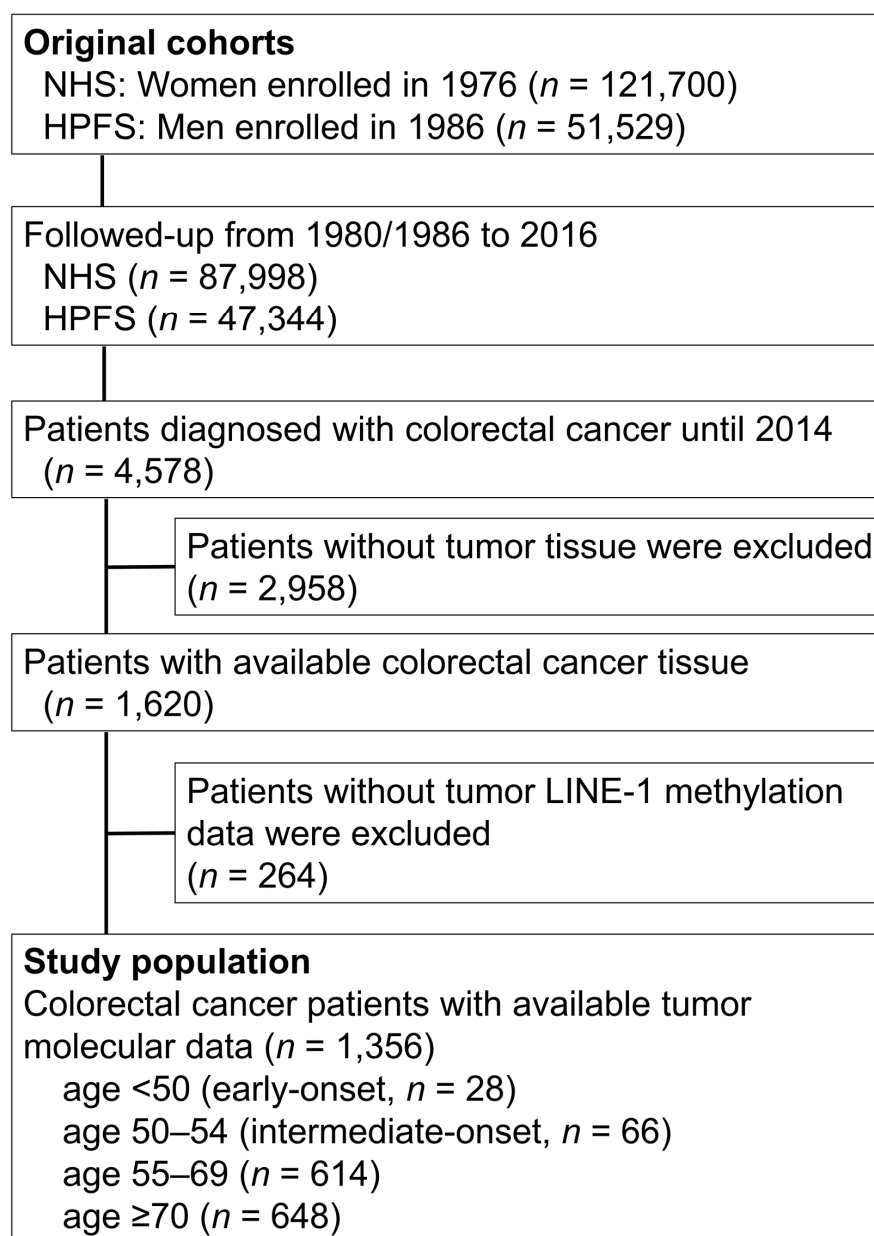 Original cohorts
NHS: Women enrolled in 1976 (n = 121,700)
HPFS: Men enrolled in 1986 (n = 51,529)
Followed-up from 1980/1986 to 2016
NHS (n = 87,998)
HPFS (n = 47,344)
Patients diagnosed with colorectal cancer until 2014
(n = 4,578)
Patients without tumor tissue were excluded
(n = 2,958)
Patients with available colorectal cancer tissue
(n = 1,620)
Patients without tumor LINE-1 methylation
data were excluded
(n = 264)
Study population
Colorectal cancer patients with available tumor
molecular data (n = 1,356)
age <50 (early-onset, n = 28)
age 50–54 (intermediate-onset, n = 66)
age 55–69 (n = 614)
age ≥70 (n = 648)